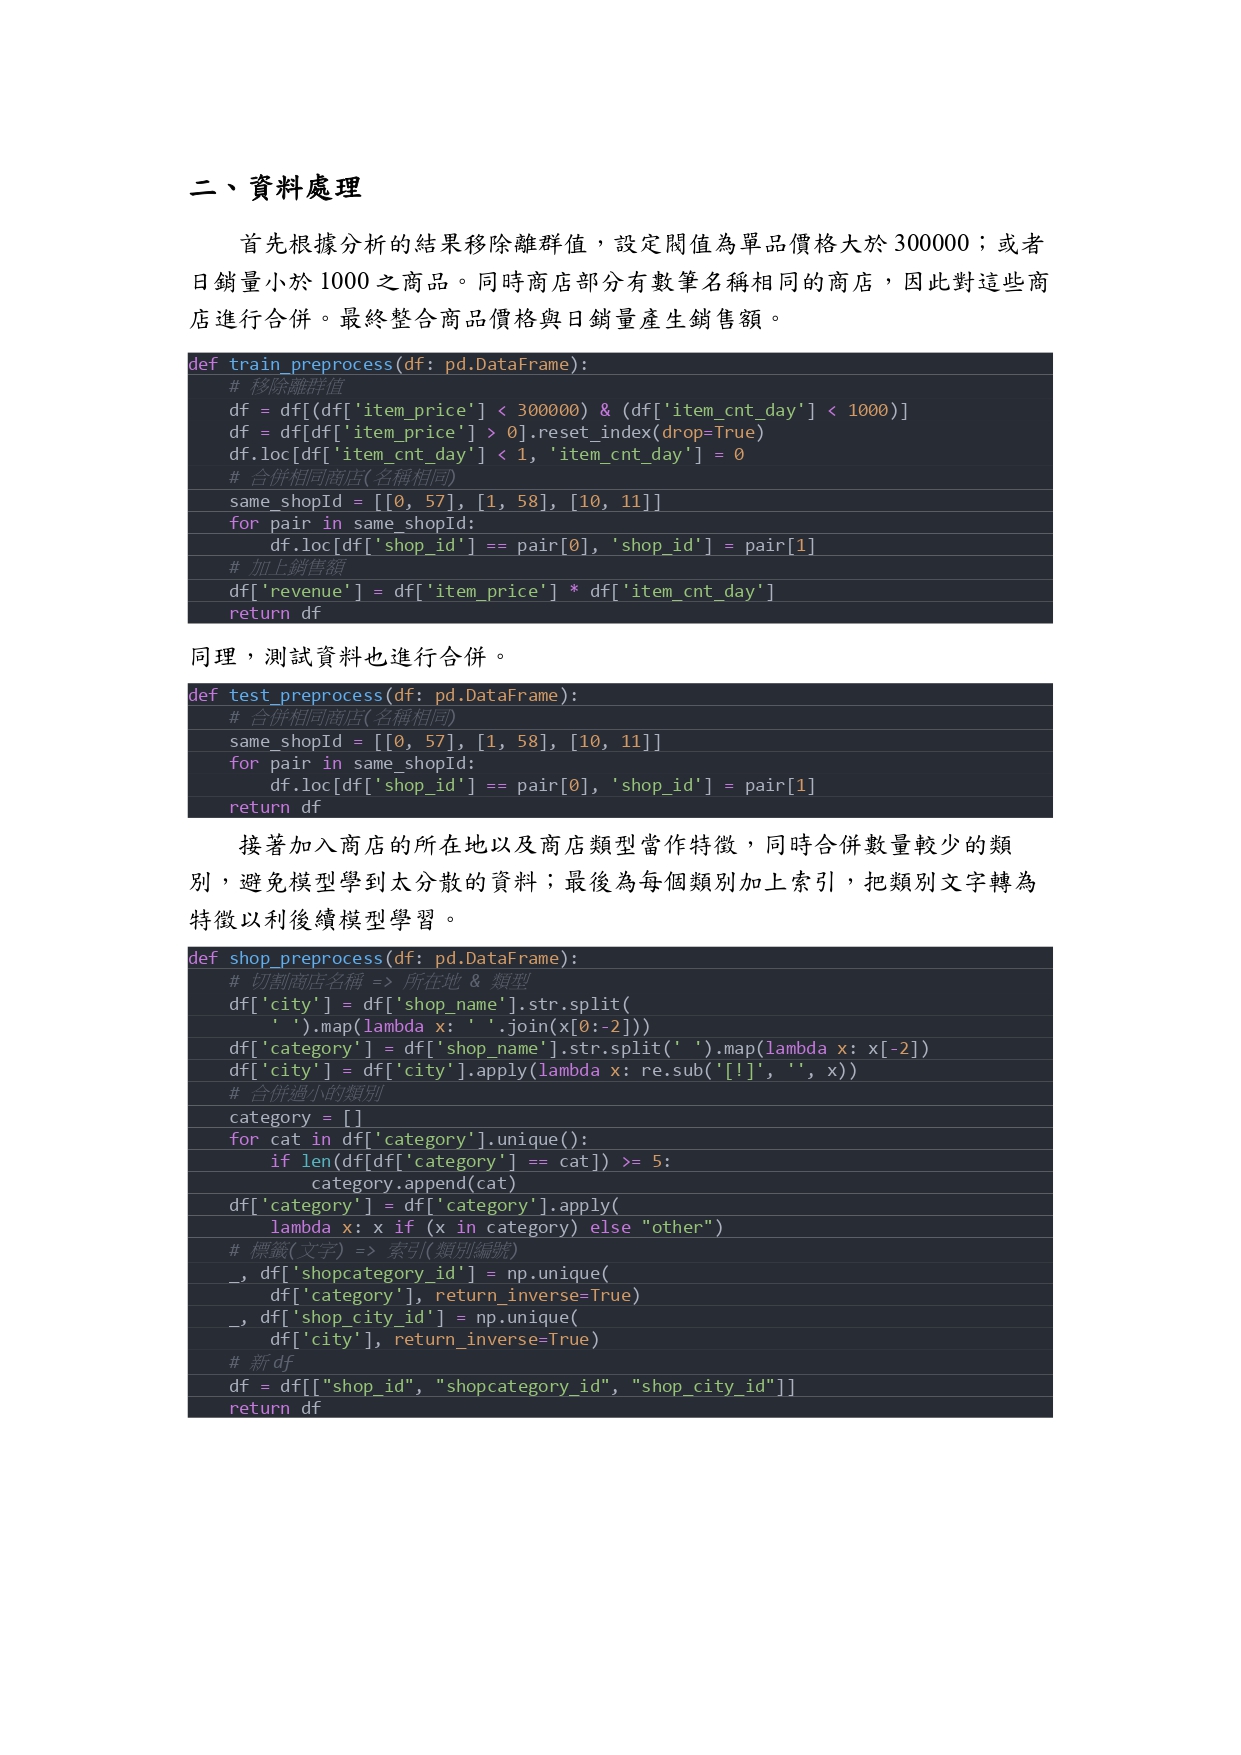 二、資料處理
首先根據分析的結果移除離群值，設定閥值為單品價格大於 300000；或者
日銷量小於 1000 之商品。同時商店部分有數筆名稱相同的商店，因此對這些商
店進行合併。最終整合商品價格與日銷量產生銷售額。
def train_preprocess(df: pd.DataFrame):
    # 移除離群值
    df = df[(df['item_price'] < 300000) & (df['item_cnt_day'] < 1000)]
    df = df[df['item_price'] > 0].reset_index(drop=True)
    df.loc[df['item_cnt_day'] < 1, 'item_cnt_day'] = 0
    # 合併相同商店(名稱相同)
    same_shopId = [[0, 57], [1, 58], [10, 11]]
    for pair in same_shopId:
        df.loc[df['shop_id'] == pair[0], 'shop_id'] = pair[1]
    # 加上銷售額
    df['revenue'] = df['item_price'] * df['item_cnt_day']
    return df
同理，測試資料也進行合併。
def test_preprocess(df: pd.DataFrame):
    # 合併相同商店(名稱相同)
    same_shopId = [[0, 57], [1, 58], [10, 11]]
    for pair in same_shopId:
        df.loc[df['shop_id'] == pair[0], 'shop_id'] = pair[1]
    return df
接著加入商店的所在地以及商店類型當作特徵，同時合併數量較少的類
別，避免模型學到太分散的資料；最後為每個類別加上索引，把類別文字轉為
特徵以利後續模型學習。
def shop_preprocess(df: pd.DataFrame):
    # 切割商店名稱 => 所在地 & 類型
    df['city'] = df['shop_name'].str.split(
        ' ').map(lambda x: ' '.join(x[0:-2]))
    df['category'] = df['shop_name'].str.split(' ').map(lambda x: x[-2])
    df['city'] = df['city'].apply(lambda x: re.sub('[!]', '', x))
    # 合併過小的類別
    category = []
    for cat in df['category'].unique():
        if len(df[df['category'] == cat]) >= 5:
            category.append(cat)
    df['category'] = df['category'].apply(
        lambda x: x if (x in category) else "other")
    # 標籤(文字) => 索引(類別編號)
    _, df['shopcategory_id'] = np.unique(
        df['category'], return_inverse=True)
    _, df['shop_city_id'] = np.unique(
        df['city'], return_inverse=True)
    # 新 df
    df = df[["shop_id", "shopcategory_id", "shop_city_id"]]
    return df